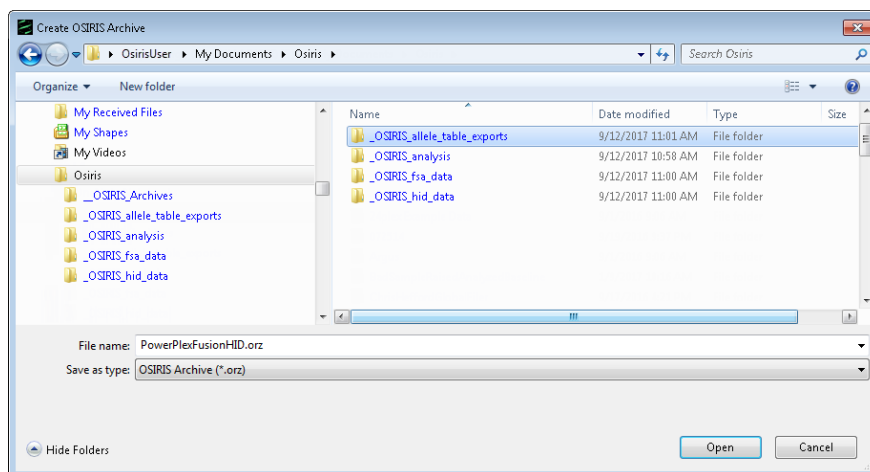 Create OSIRIS Archive
OsirisUser ▸ My Documents ▸ Osiris ▸
Search Osiris
Organize New folder
My Received Files
My Shapes
My Videos
Osiris
__OSIRIS_Archives
_OSIRIS_allele_table_exports
_OSIRIS_analysis
_OSIRIS_fsa_data
_OSIRIS_hid_data
Name Date modified Type Size
_OSIRIS_allele_table_exports 9/12/2017 11:01 AM File folder
_OSIRIS_analysis 9/12/2017 10:58 AM File folder
_OSIRIS_fsa_data 9/12/2017 11:00 AM File folder
_OSIRIS_hid_data 9/12/2017 11:00 AM File folder
File name: PowerPlexFusionHID.orz
Save as type: OSIRIS Archive (*.orz)
Hide Folders
Open Cancel